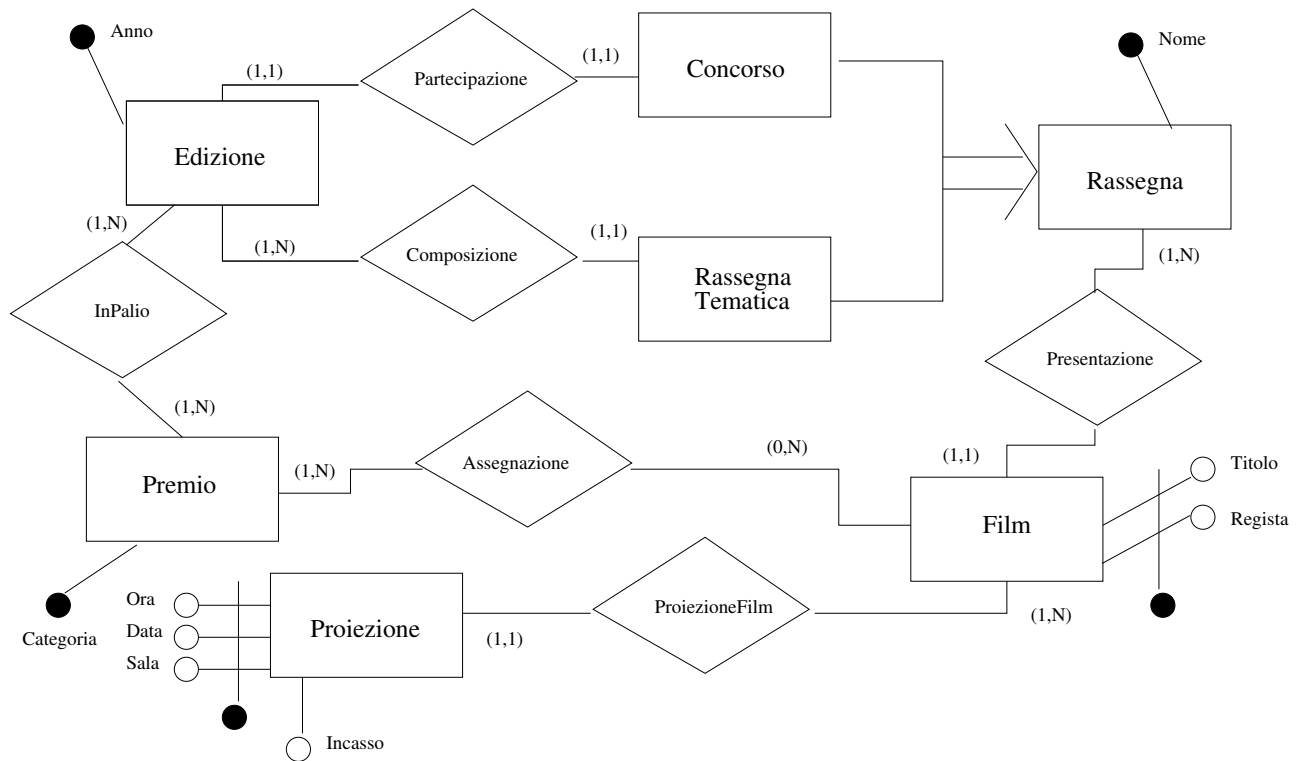 Anno
Nome
(1,1)
Partecipazione
(1,1)
Concorso
Edizione
Rassegna
(1,N)
(1,N)
Composizione
(1,1)
Rassegna
Tematica
(1,N)
InPalio
Presentazione
(1,N)
Premio
(1,N)
Assegnazione
(0,N)
(1,1)
Film
Titolo
Regista
Categoria
Ora
Data
Sala
Proiezione
(1,1)
ProiezioneFilm
(1,N)
Incasso